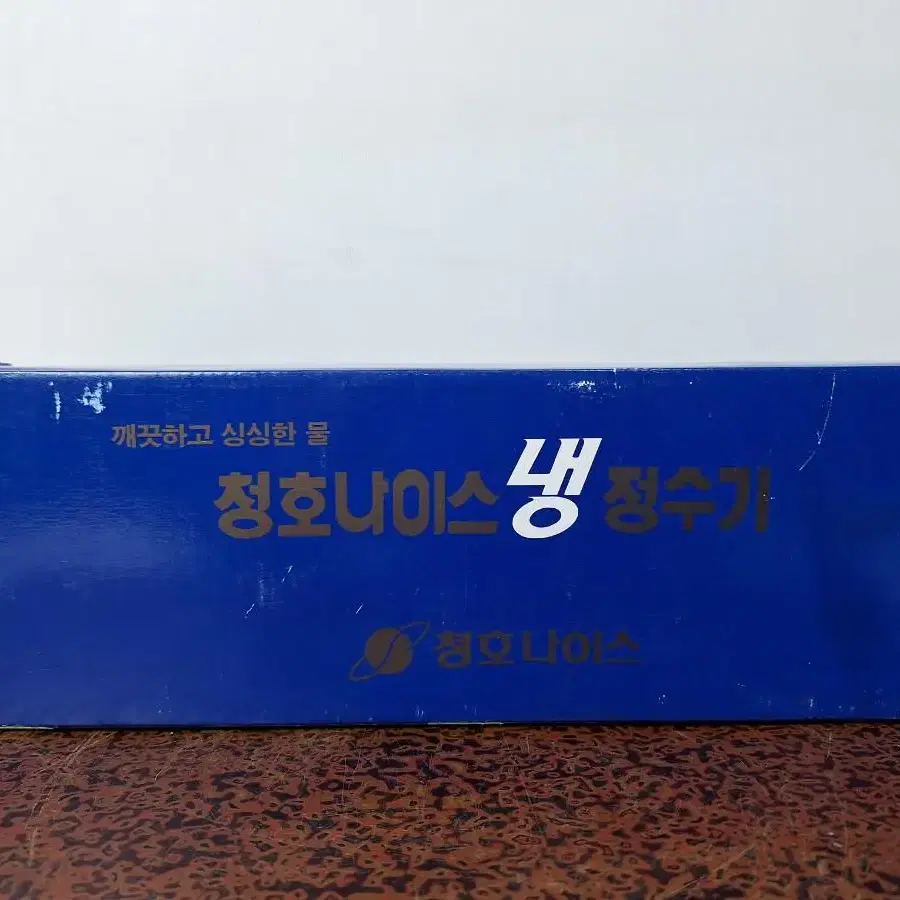 깨끗하고 싱싱한 물
청호나이스 냉 정수기
청호나이스